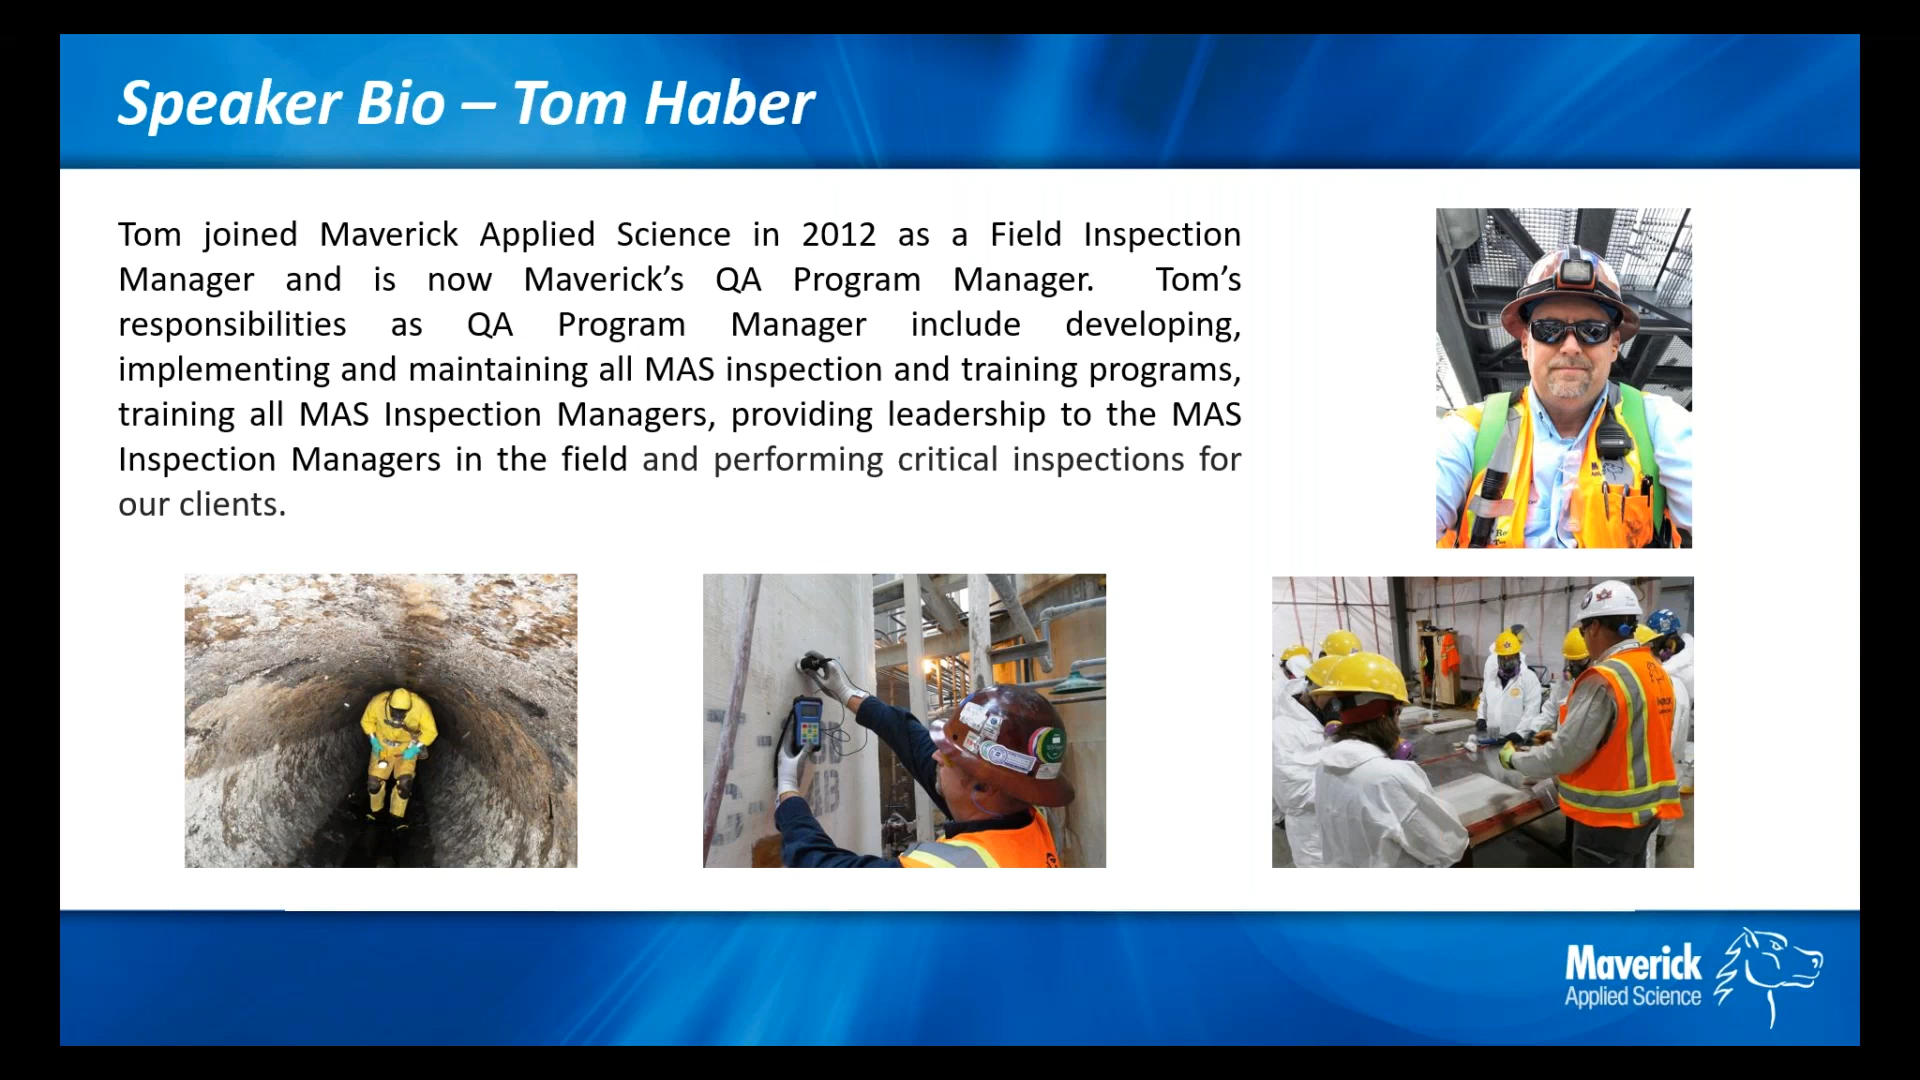 Speaker Bio – Tom Haber
Tom joined Maverick Applied Science in 2012 as a Field Inspection
Manager and is now Maverick’s QA Program Manager. Tom’s
responsibilities as QA Program Manager include developing,
implementing and maintaining all MAS inspection and training programs,
training all MAS Inspection Managers, providing leadership to the MAS
Inspection Managers in the field and performing critical inspections for
our clients.
Maverick
Applied Science